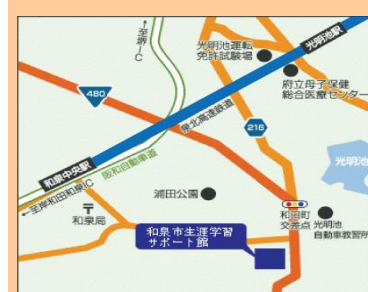 ←至堺IC
光明池運転
免許試験場
光明池駅
府立母子保健
総合医療センター
480
泉北高速鉄道
216
和泉中央駅
阪和自動車道
光明池
←至岸和田和泉IC
〒
和泉局
浦田公園
和田町
交差点
光明池
自動車教習所
和泉市生涯学習
サポート館